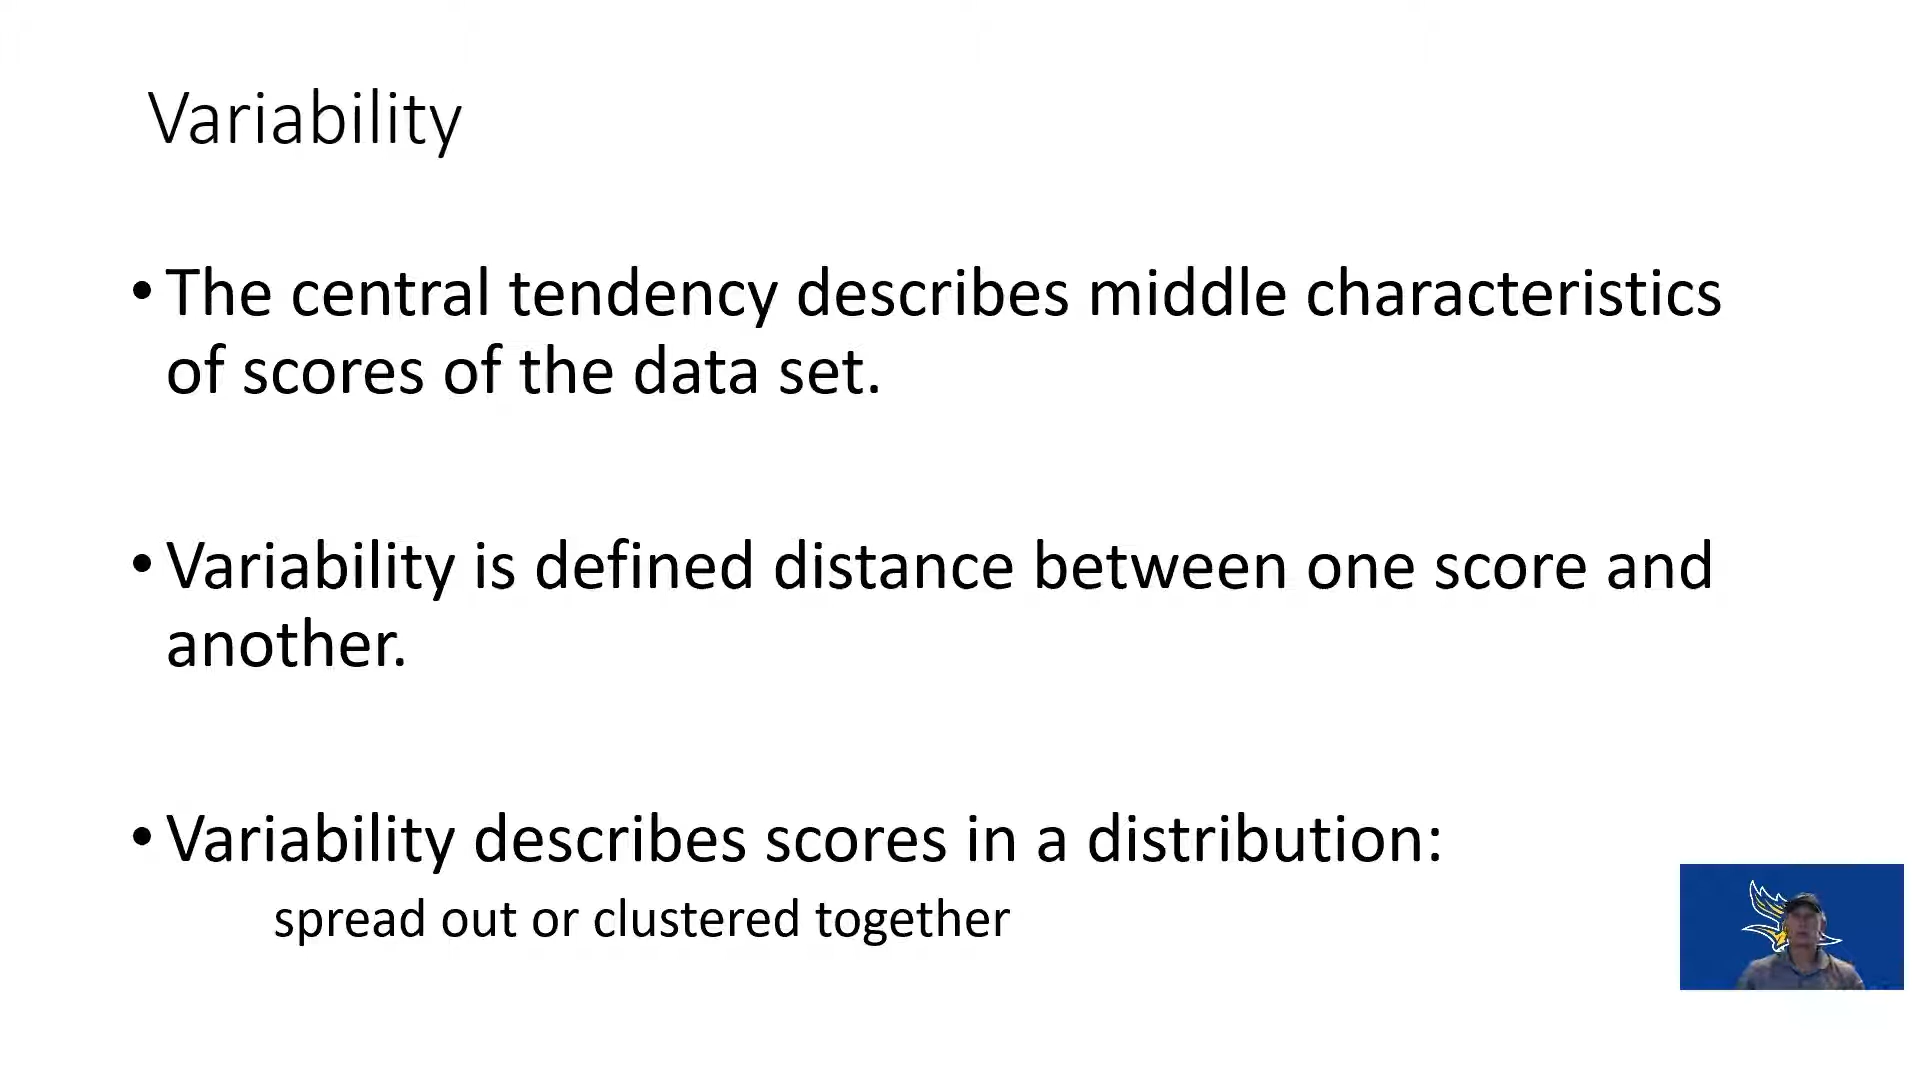 Variability
• The central tendency describes middle characteristics
of scores of the data set.
• Variability is defined distance between one score and
another.
• Variability describes scores in a distribution:
spread out or clustered together